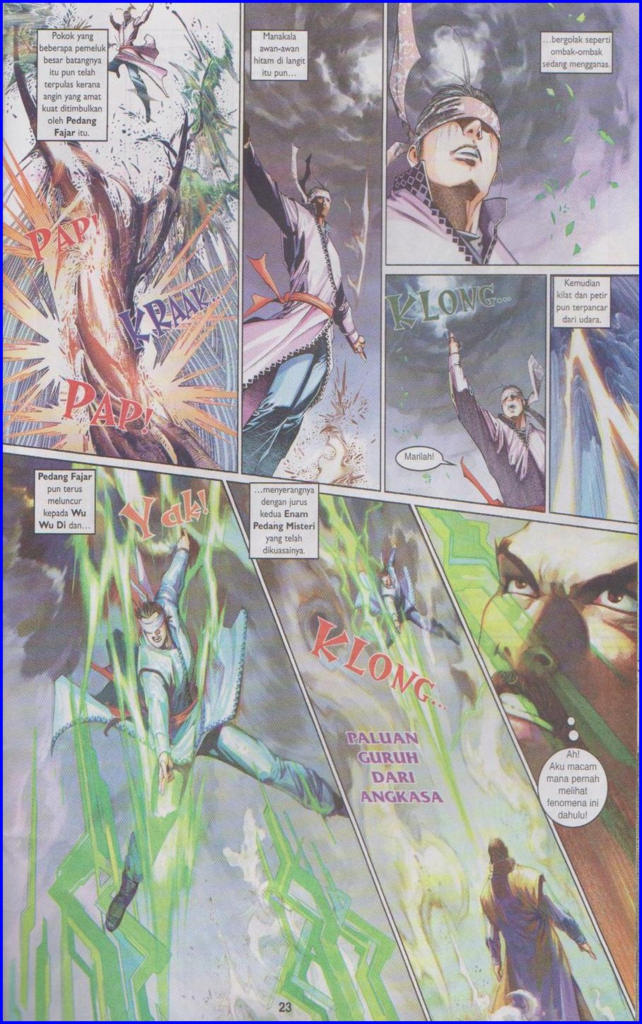 Pokok yang
beberapa pemeluk
besar batangnya
itu pun telah
terpulas kerana
angin yang amat
kuat ditimbulkan
oleh Pedang
Fajar itu.
PAP!
KRAAK...
PAP!
Manakala
awan-awan
hitam di langit
itu pun...
...bergolak seperti
ombak-ombak
sedang mengganas.
KLONG...
Marilah!
Kemudian
kilat dan petir
pun terpancar
dari udara.
Pedang Fajar
pun terus
meluncur
kepada Wu
Wu Di dan...
Yak!
...menyerangnya
dengan jurus
kedua Enam
Pedang Misteri
yang telah
dikuasainya.
KLONG...
PALUAN
GURUH
DARI
ANGKASA
Ah!
Aku macam
mana pernah
melihat
fenomena ini
dahulu!
23